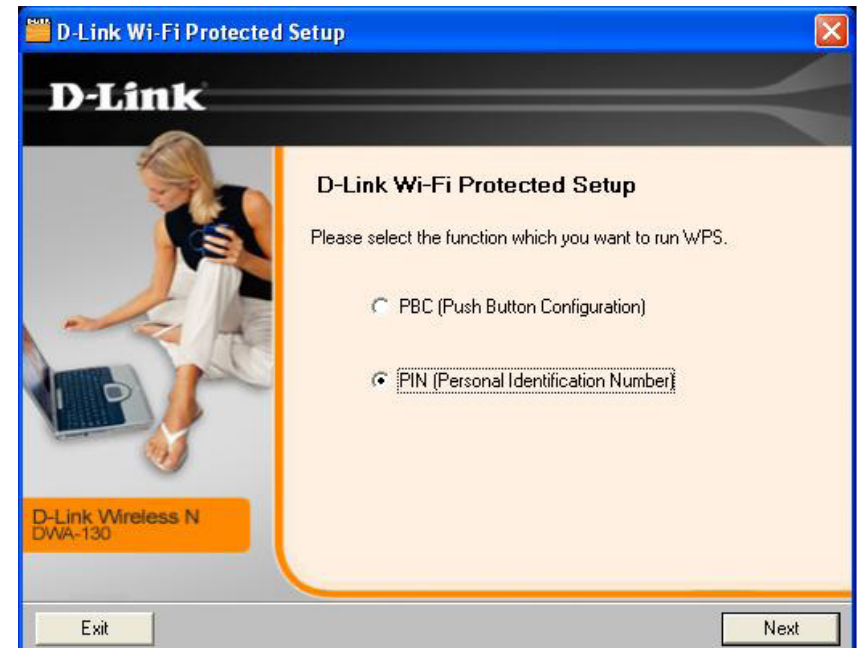 D-Link Wi-Fi Protected Setup
D-Link
D-Link Wi-Fi Protected Setup
Please select the function which you want to run WPS.
PBC (Push Button Configuration)
PIN (Personal Identification Number)
D-Link Wireless N
DWA-130
Exit
Next